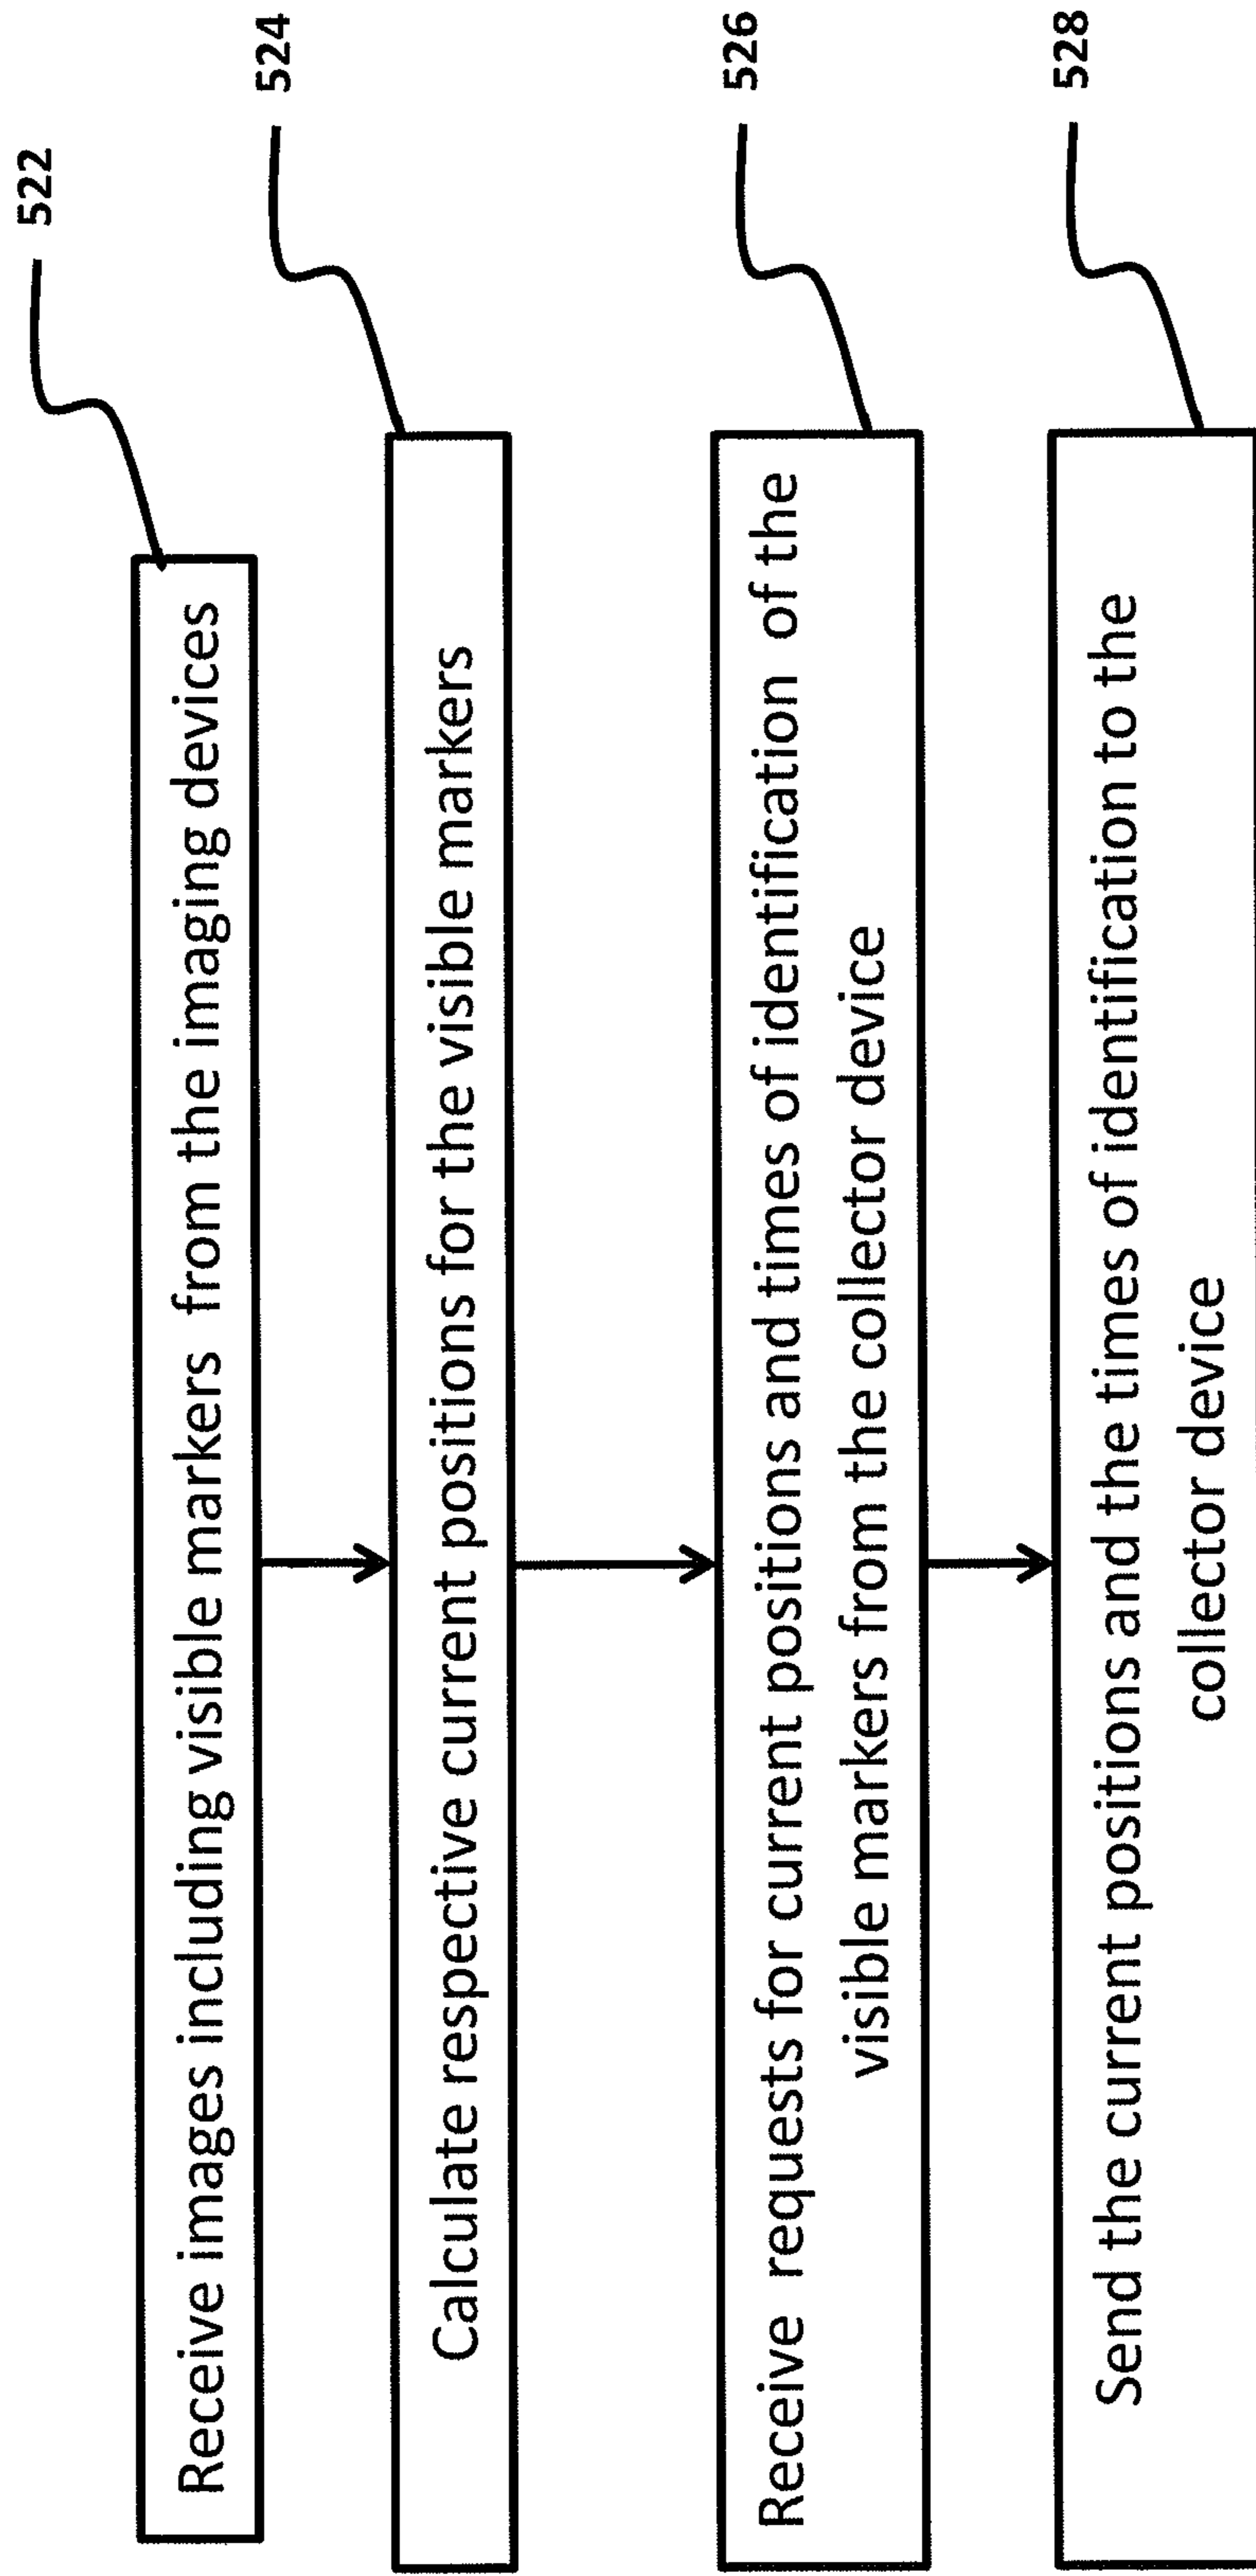 522
Receive images including visible markers from the imaging devices
524
Calculate respective current positions for the visible markers
526
Receive requests for current positions and times of identification of the
visible markers from the collector device
528
Send the current positions and the times of identification to the
collector device